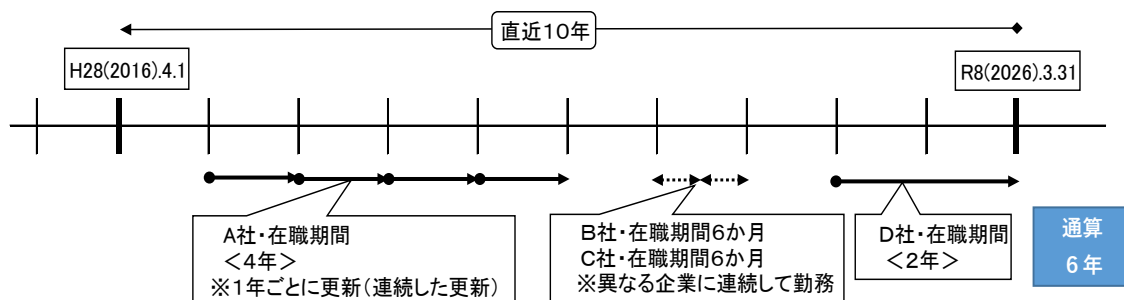 直近10年
H28(2016).4.1
R8(2026).3.31
A社・在職期間
<4年>
※1年ごとに更新(連続した更新)
B社・在職期間6か月
C社・在職期間6か月
※異なる企業に連続して勤務
D社・在職期間
<2年>
通算
6年